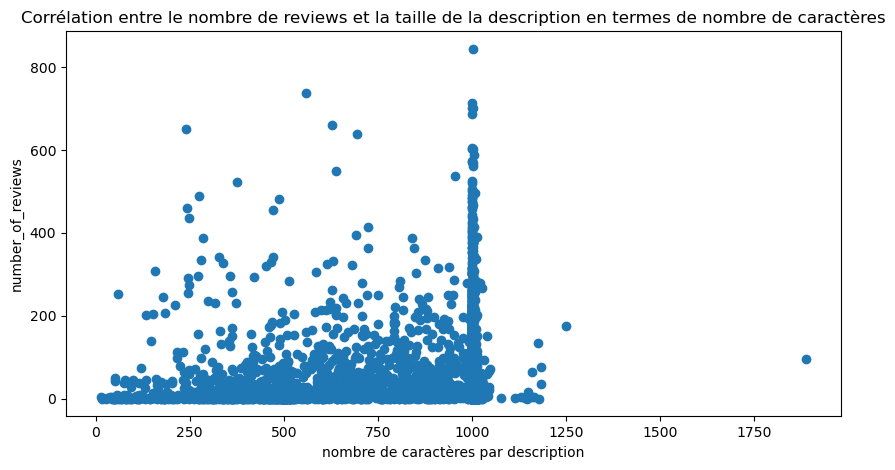 Corrélation entre le nombre de reviews et la taille de la description en termes de nombre de caractères
800
600
400
200
0
number_of_reviews
0 250 500 750 1000 1250 1500 1750
nombre de caractères par description